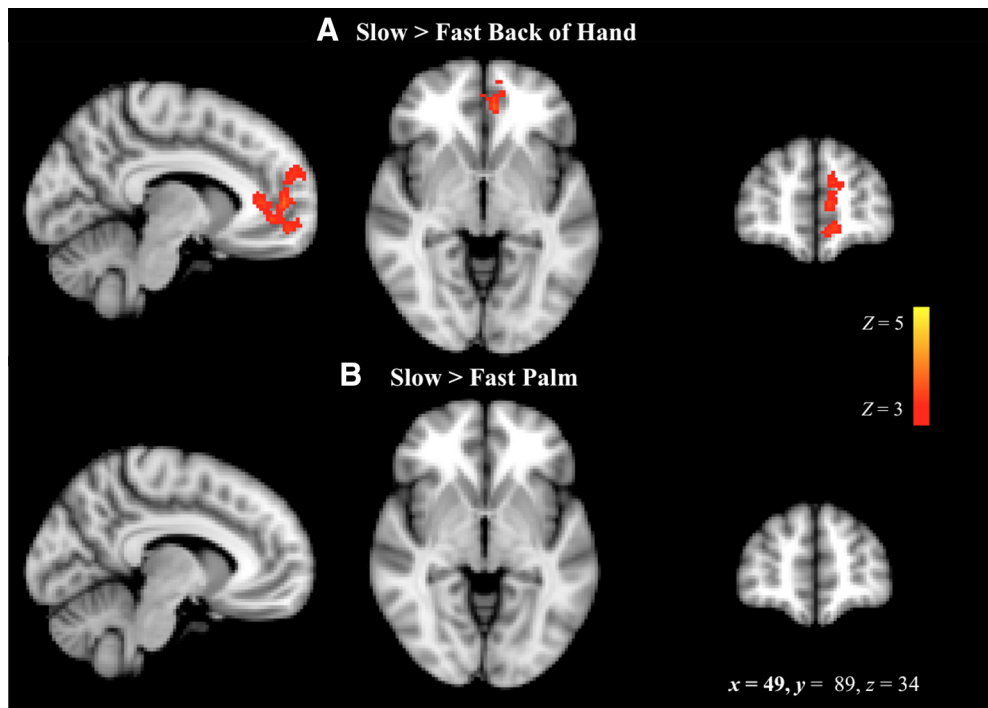 A Slow > Fast Back of Hand
Z = 5
Z = 3
B Slow > Fast Palm
x = 49, y = 89, z = 34